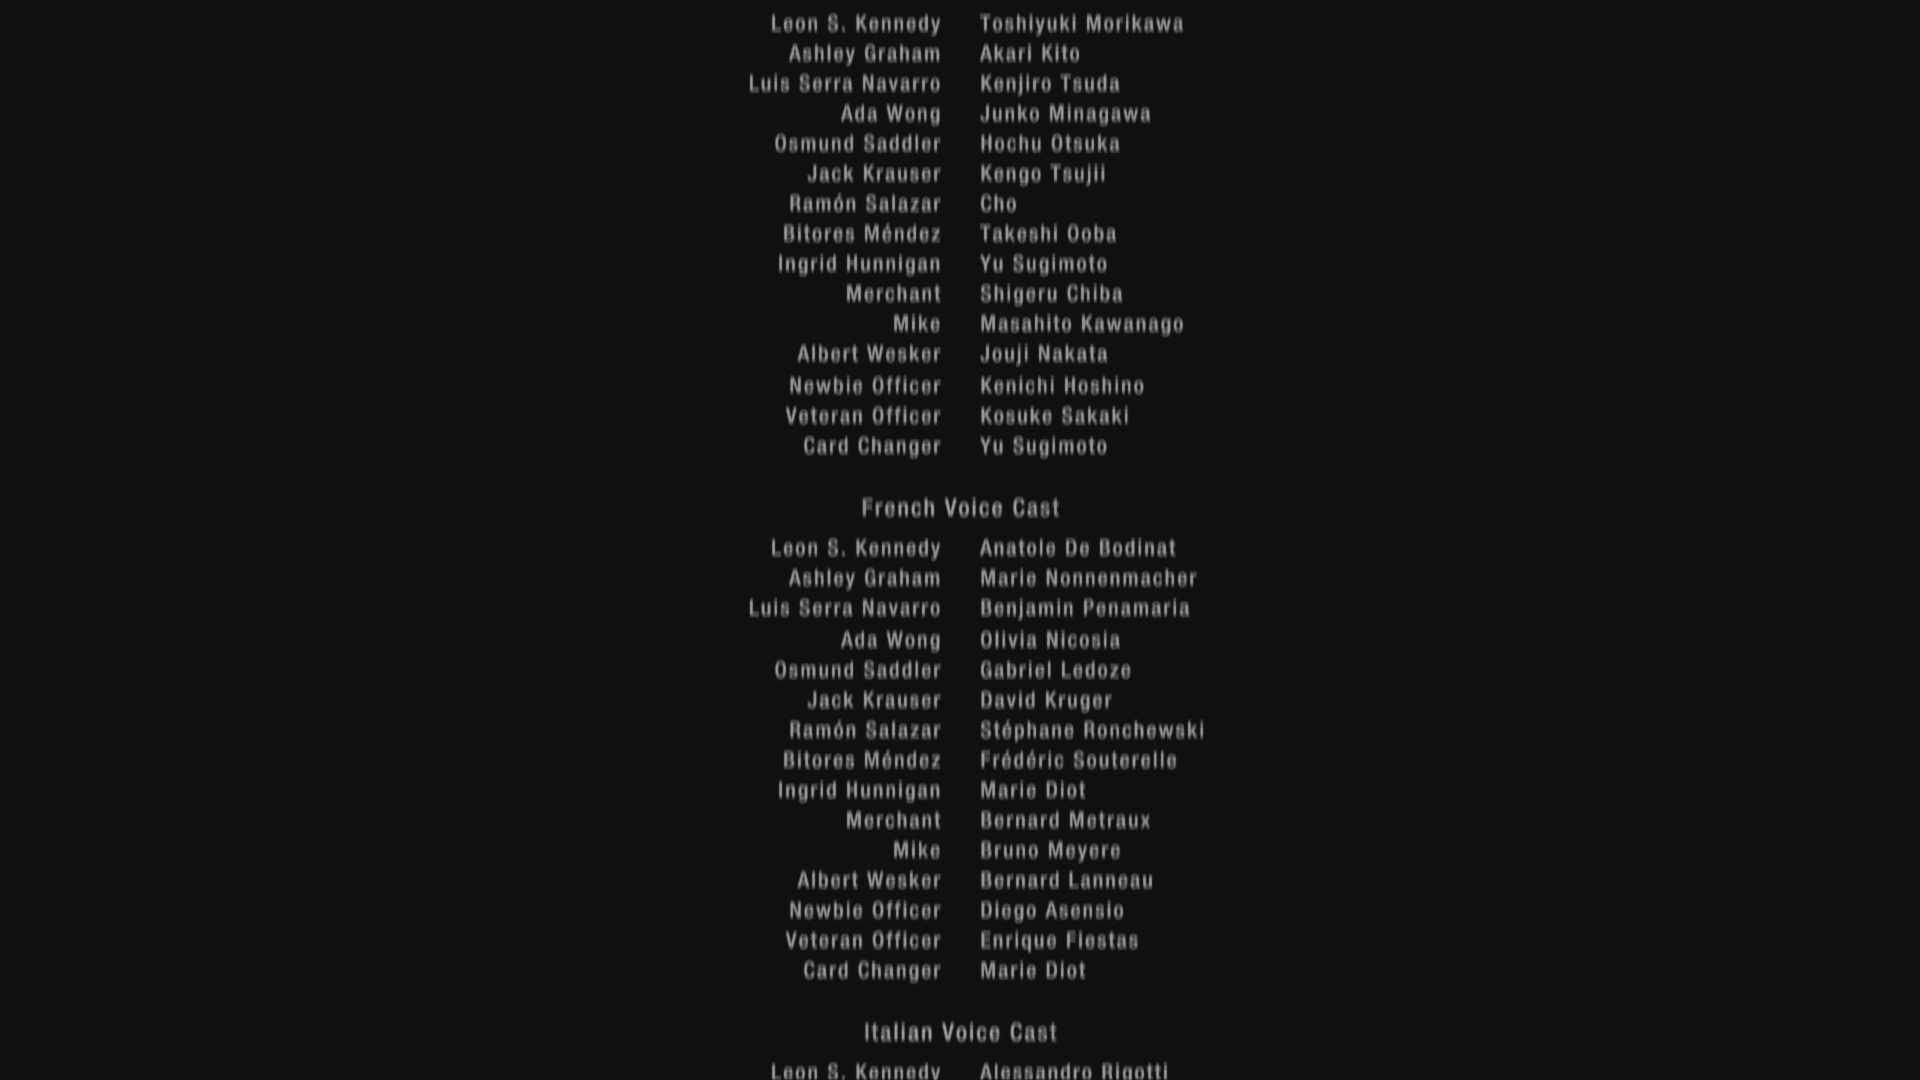 Leon S. Kennedy Toshiyuki Morikawa
Ashley Graham Akari Kito
Luis Serra Navarro Kenjiro Tsuda
Ada Wong Junko Minagawa
Osmund Saddler Hochu Otsuka
Jack Krauser Kengo Tsujii
Ramón Salazar Cho
Bitores Méndez Takeshi Ooba
Ingrid Hunnigan Yu Sugimoto
Merchant Shigeru Chiba
Mike Masahito Kawanago
Albert Wesker Jouji Nakata
Newbie Officer Kenichi Hoshino
Veteran Officer Kosuke Sakaki
Card Changer Yu Sugimoto
French Voice Cast
Leon S. Kennedy Anatole De Bodinat
Ashley Graham Marie Nonnenmacher
Luis Serra Navarro Benjamin Penamaria
Ada Wong Olivia Nicosia
Osmund Saddler Gabriel Ledoze
Jack Krauser David Kruger
Ramón Salazar Stéphane Ronchewski
Bitores Méndez Frédéric Souterelle
Ingrid Hunnigan Marie Diot
Merchant Bernard Metraux
Mike Bruno Meyere
Albert Wesker Bernard Lanneau
Newbie Officer Diego Asensio
Veteran Officer Enrique Fiestas
Card Changer Marie Diot
Italian Voice Cast
Leon S. Kennedy Alessandro Rigotti